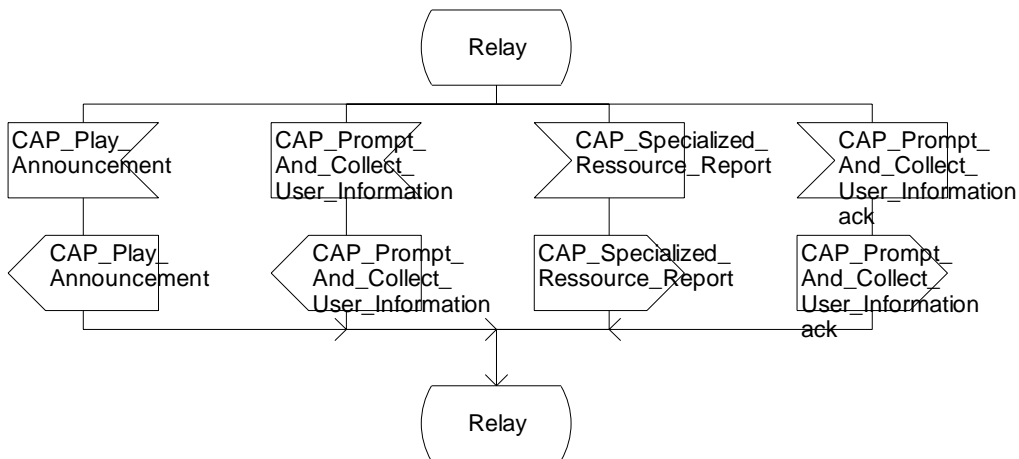 Relay
CAP_Play_
Announcement
CAP_Prompt_
And_Collect_
User_Information
CAP_Specialized_
Ressource_Report
CAP_Prompt_
And_Collect_
User_Information
ack
CAP_Play_
Announcement
CAP_Prompt_
And_Collect_
User_Information
CAP_Specialized_
Ressource_Report
CAP_Prompt_
And_Collect_
User_Information
ack
Relay